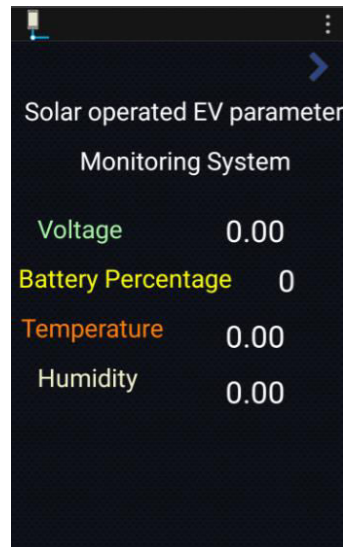 Solar operated EV parameter
Monitoring System
Voltage 0.00
Battery Percentage 0
Temperature 0.00
Humidity 0.00